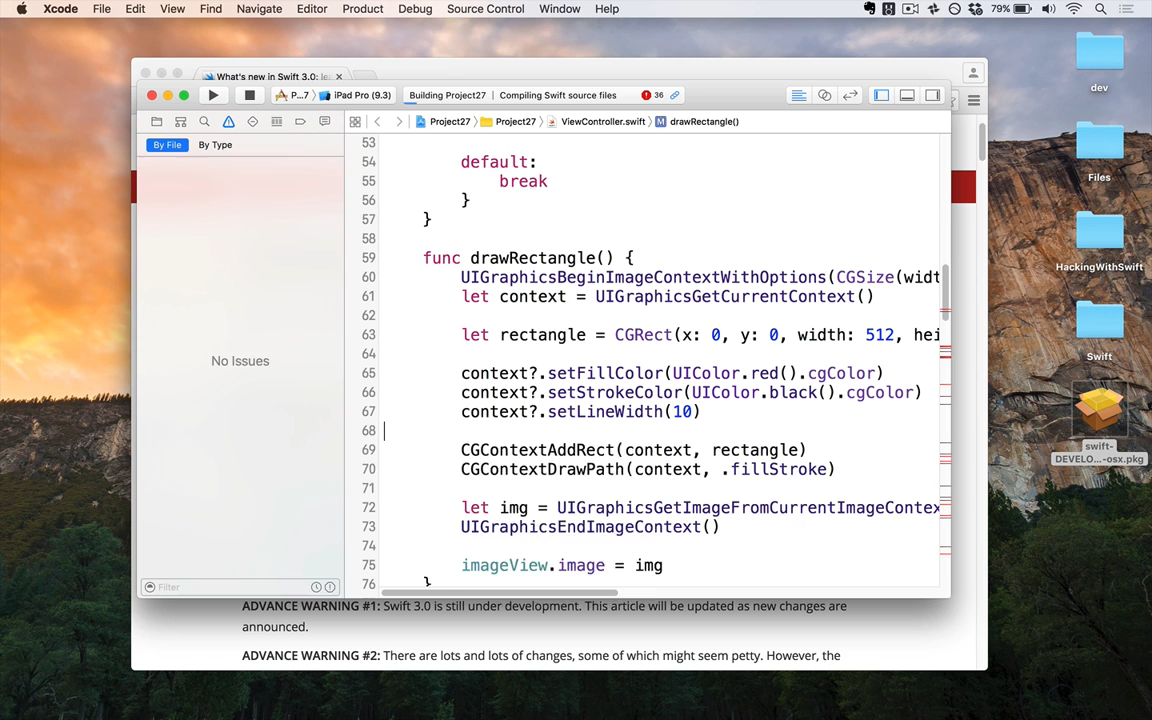 Xcode File Edit View Find Navigate Editor Product Debug Source Control Window Help 79%
What's new in Swift 3.0: le
P...7 iPad Pro (9.3) Building Project27 | Compiling Swift source files 36
Project27 Project27 ViewController.swift M drawRectangle()
By File By Type
No Issues
Filter
53
54 default:
55 break
56 }
57 }
58
59 func drawRectangle() {
60 UIGraphicsBeginImageContextWithOptions(CGSize(widt
61 let context = UIGraphicsGetCurrentContext()
62
63 let rectangle = CGRect(x: 0, y: 0, width: 512, hei
64
65 context?.setFillColor(UIColor.red().cgColor)
66 context?.setStrokeColor(UIColor.black().cgColor)
67 context?.setLineWidth(10)
68
69 CGContextAddRect(context, rectangle)
70 CGContextDrawPath(context, .fillStroke)
71
72 let img = UIGraphicsGetImageFromCurrentImageContex
73 UIGraphicsEndImageContext()
74
75 imageView.image = img
76 }
ADVANCE WARNING #1: Swift 3.0 is still under development. This article will be updated as new changes are
announced.
ADVANCE WARNING #2: There are lots and lots of changes, some of which might seem petty. However, the
dev
Files
HackingWithSwift
Swift
swift-
DEVELO...-osx.pkg